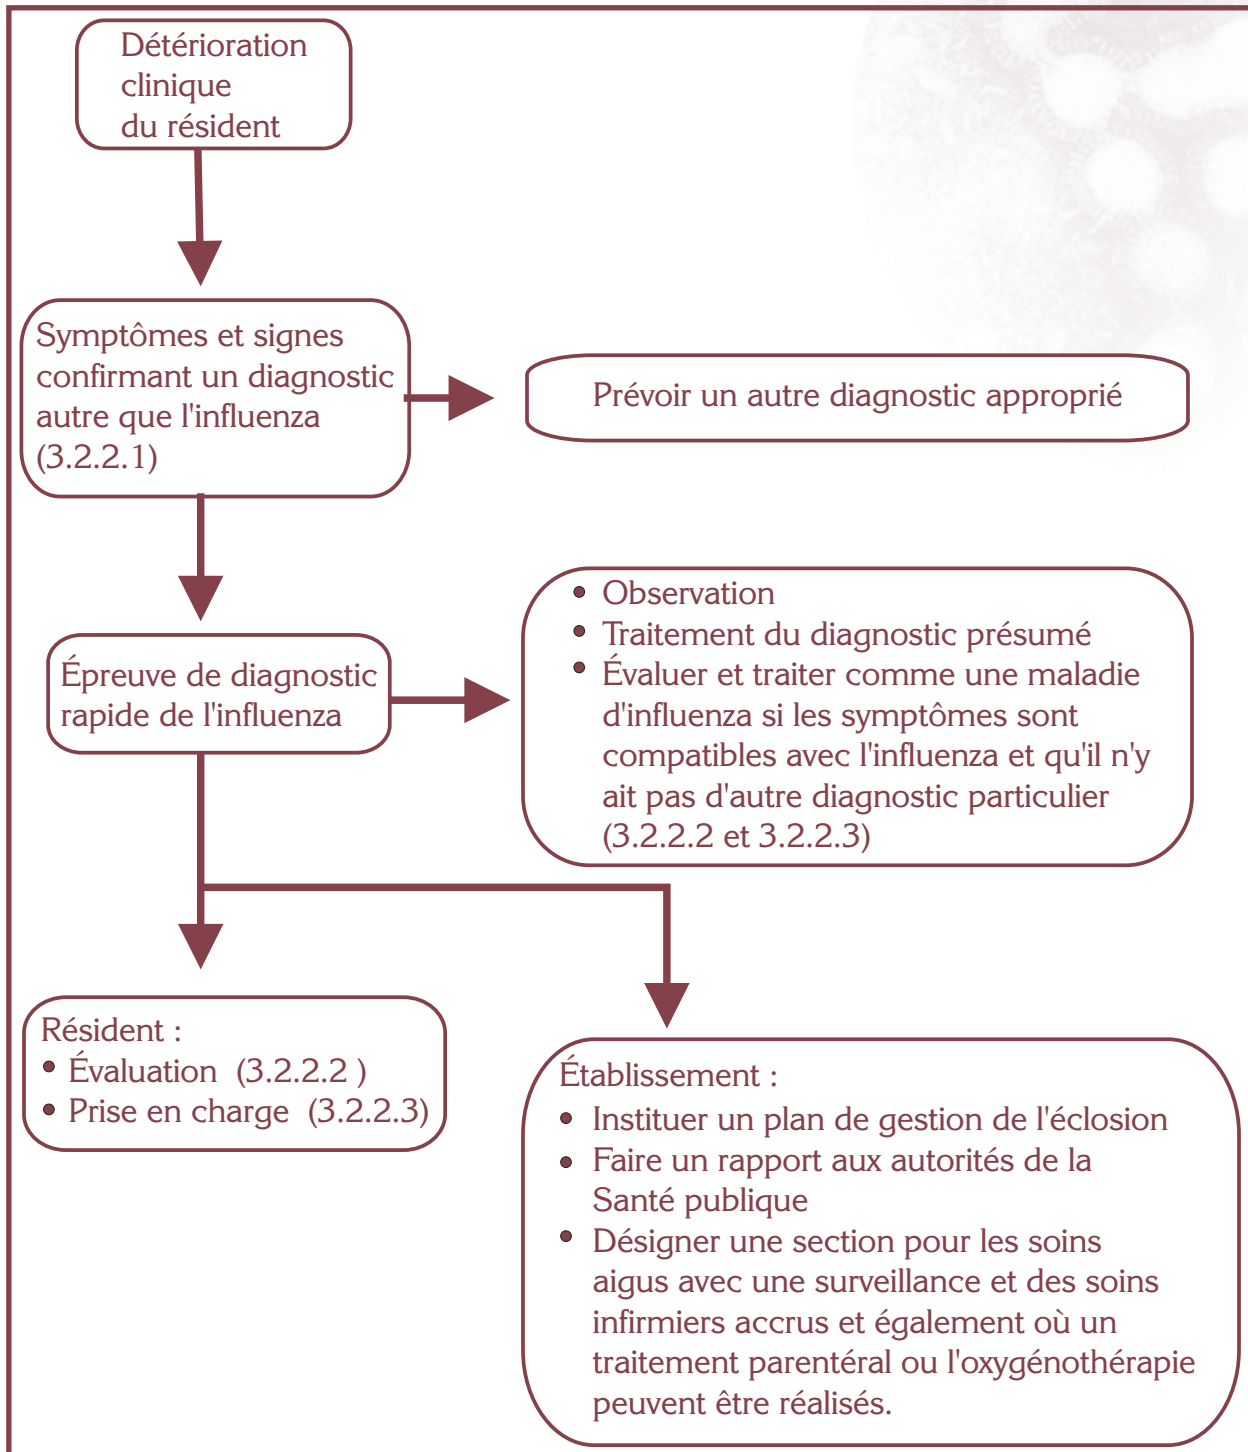 Détérioration
clinique
du résident
Symptômes et signes
confirmant un diagnostic
autre que l'influenza
(3.2.2.1)
Prévoir un autre diagnostic approprié
Épreuve de diagnostic
rapide de l'influenza
• Observation
• Traitement du diagnostic présumé
• Évaluer et traiter comme une maladie
d'influenza si les symptômes sont
compatibles avec l'influenza et qu'il n'y
ait pas d'autre diagnostic particulier
(3.2.2.2 et 3.2.2.3)
Résident :
• Évaluation (3.2.2.2 )
• Prise en charge (3.2.2.3)
Établissement :
• Instituer un plan de gestion de l'éclosion
• Faire un rapport aux autorités de la
Santé publique
• Désigner une section pour les soins
aigus avec une surveillance et des soins
infirmiers accrus et également où un
traitement parentéral ou l'oxygénothérapie
peuvent être réalisés.